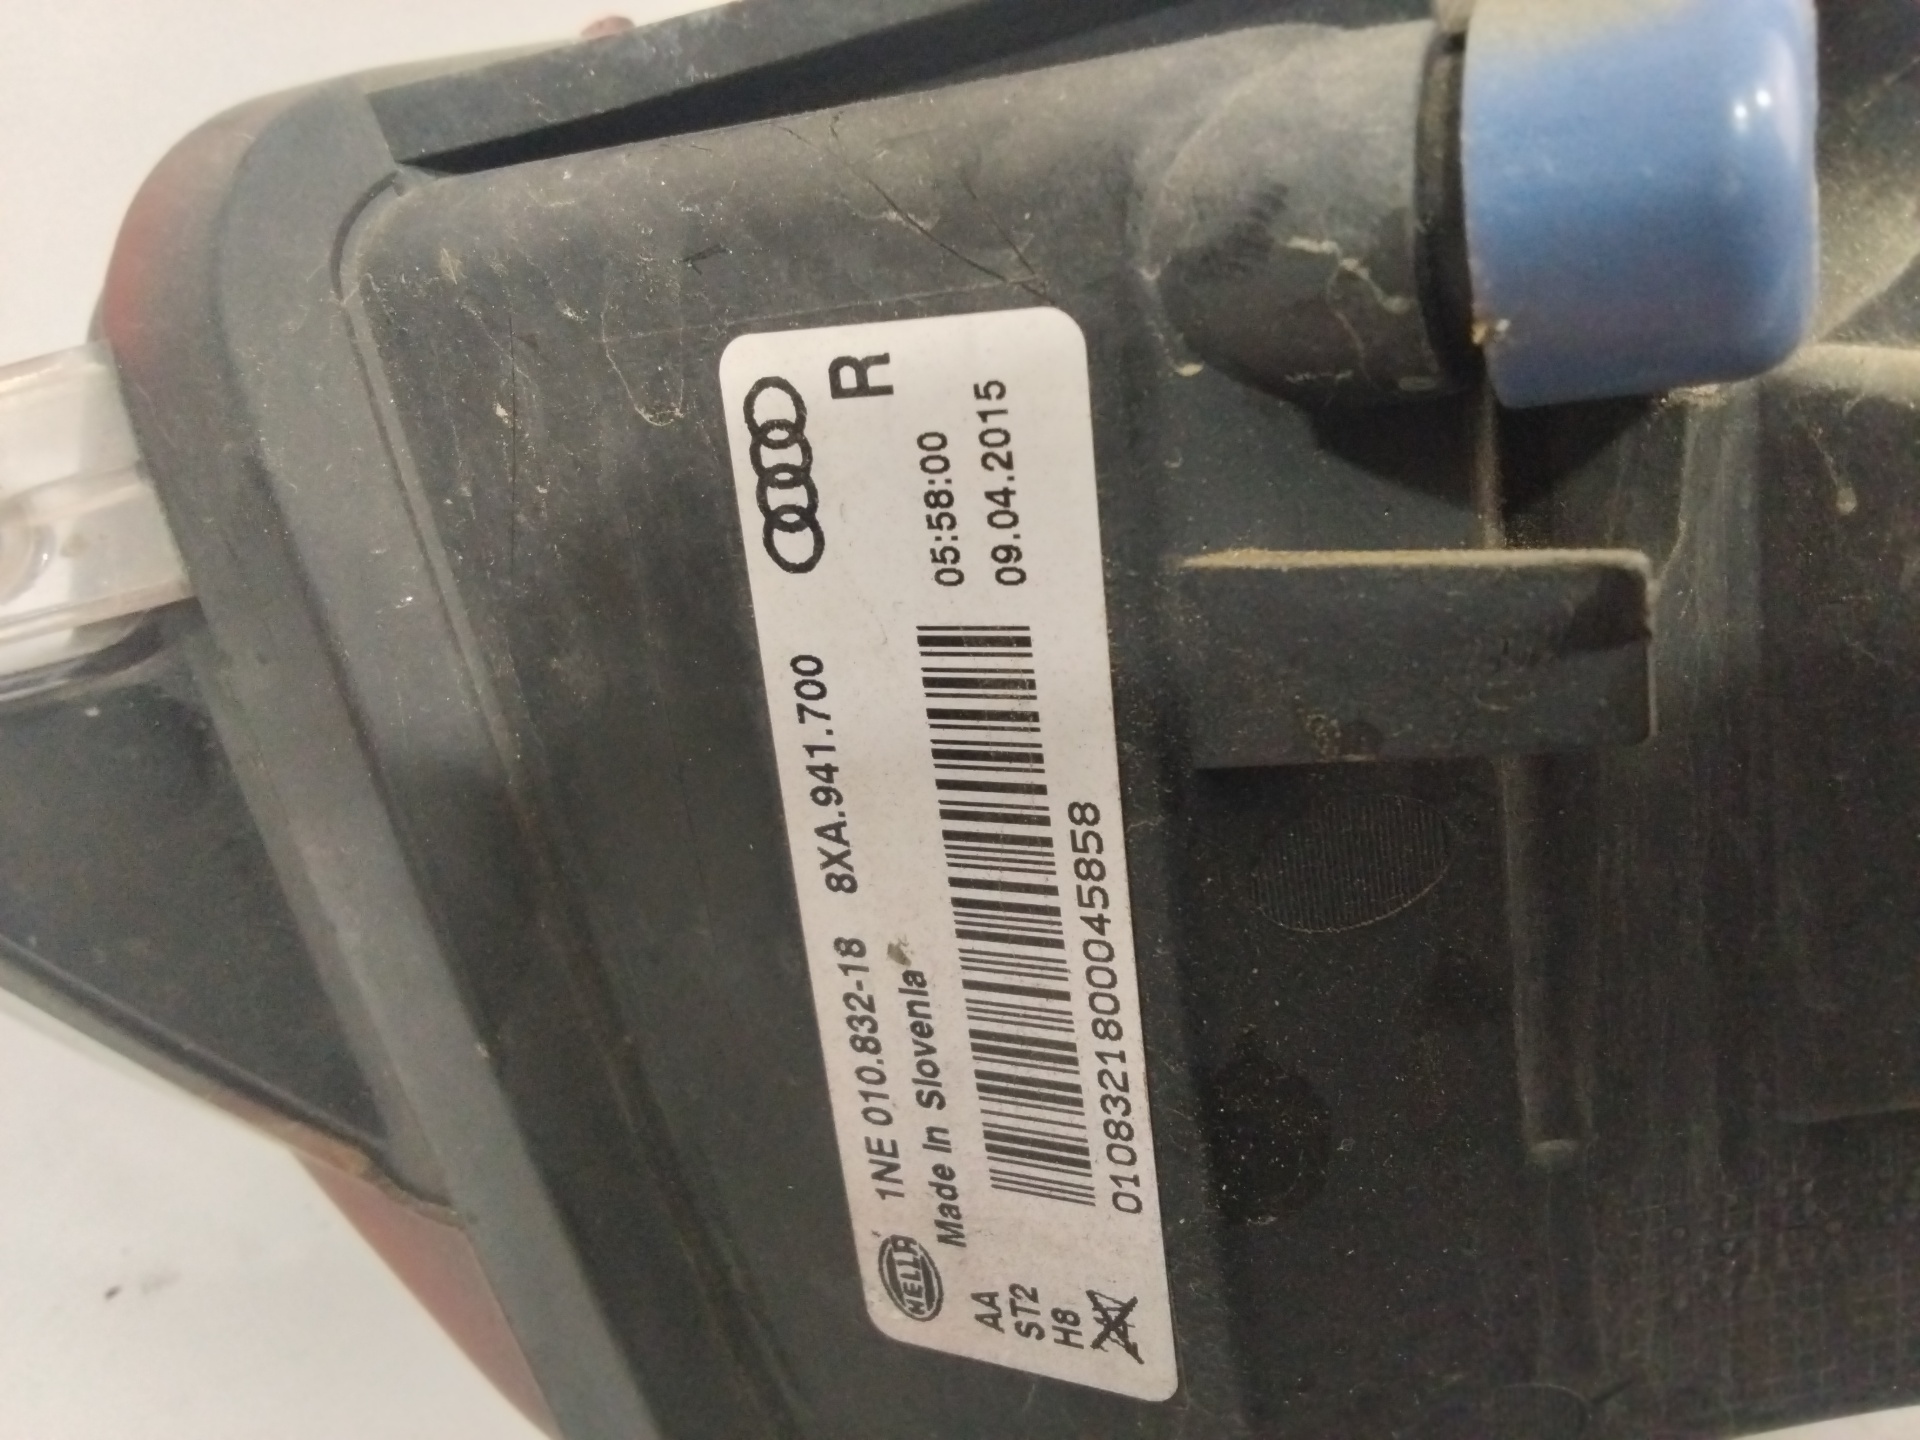 R
1NE 010.832-18 8XA.941.700
Made In Slovenia
05:58:00
09.04.2015
HELLA
AA
ST2
H8
0108321800045858